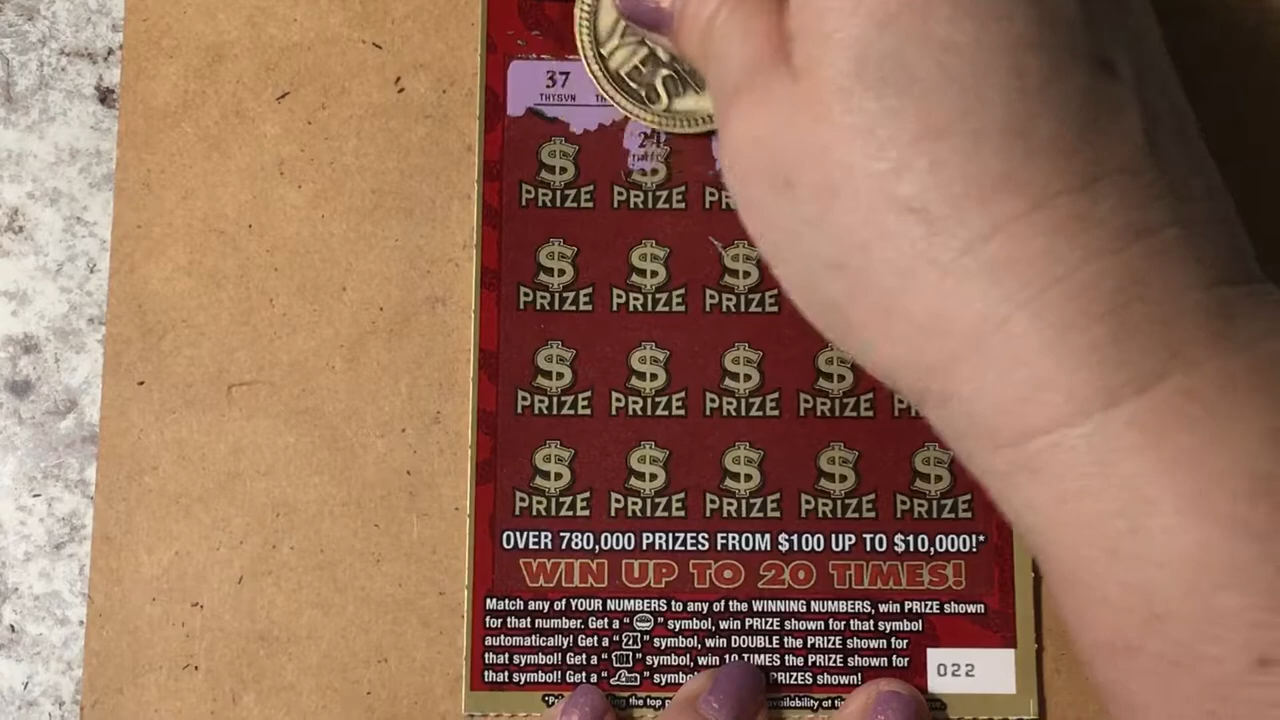 YES
37
THYSVN
24
$ $
PRIZE PRIZE
$ $ $
PRIZE PRIZE PRIZE
$ $ $ $
PRIZE PRIZE PRIZE PRIZE
$ $ $ $ $
PRIZE PRIZE PRIZE PRIZE PRIZE
OVER 780,000 PRIZES FROM $100 UP TO $10,000!*
WIN UP TO 20 TIMES!
Match any of YOUR NUMBERS to any of the WINNING NUMBERS, win PRIZE shown
for that number. Get a " " symbol, win PRIZE shown for that symbol
automatically! Get a "2X" symbol, win DOUBLE the PRIZE shown for
that symbol! Get a "10X" symbol, win 10 TIMES the PRIZE shown for
that symbol! Get a " " PRIZES shown!
022